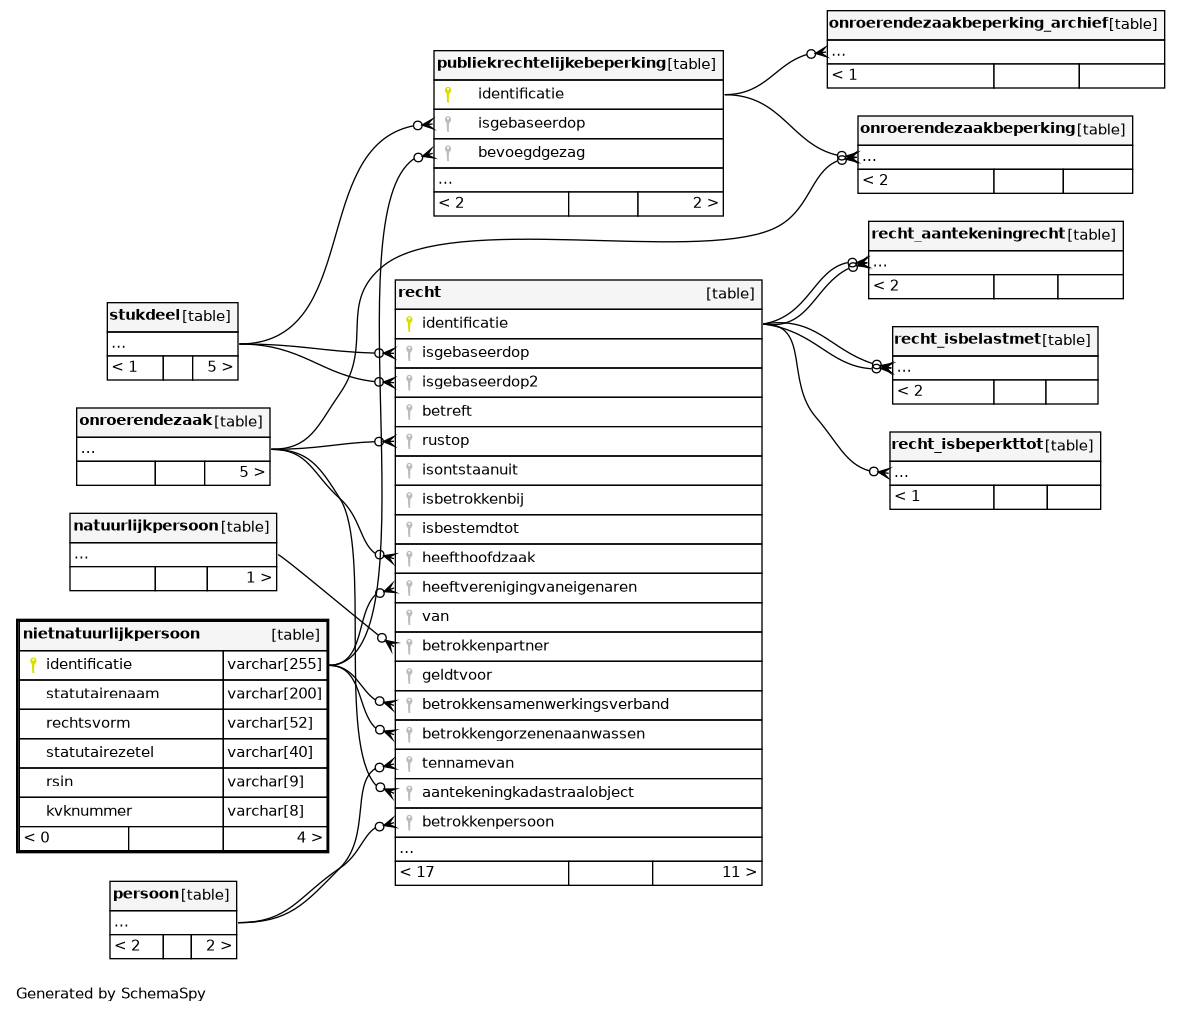 onroerendezaakbeperking_archief [table]
...
< 1
publiekrechtelijkebeperking [table]
identificatie
isgebaseerdop
bevoegdgezag
...
< 2 2 >
onroerendezaakbeperking [table]
...
< 2
recht_aantekeningrecht [table]
...
< 2
recht_isbelastmet [table]
...
< 2
recht_isbeperkttot [table]
...
< 1
recht [table]
identificatie
isgebaseerdop
isgebaseerdop2
betreft
rustop
isontstaanuit
isbetrokkenbij
isbestemdtot
heefthoofdzaak
heeftverenigingvaneigenaren
van
betrokkenpartner
geldtvoor
betrokkensamenwerkingsverband
betrokkengorzenenaanwassen
tennamevan
aantekeningkadastraalobject
betrokkenpersoon
...
< 17 11 >
stukdeel [table]
...
< 1 5 >
onroerendezaak [table]
...
5 >
natuurlijkpersoon [table]
...
1 >
nietnatuurlijkpersoon [table]
identificatie varchar[255]
statutairenaam varchar[200]
rechtsvorm varchar[52]
statutairezetel varchar[40]
rsin varchar[9]
kvknummer varchar[8]
< 0 4 >
persoon [table]
...
< 2 2 >
Generated by SchemaSpy